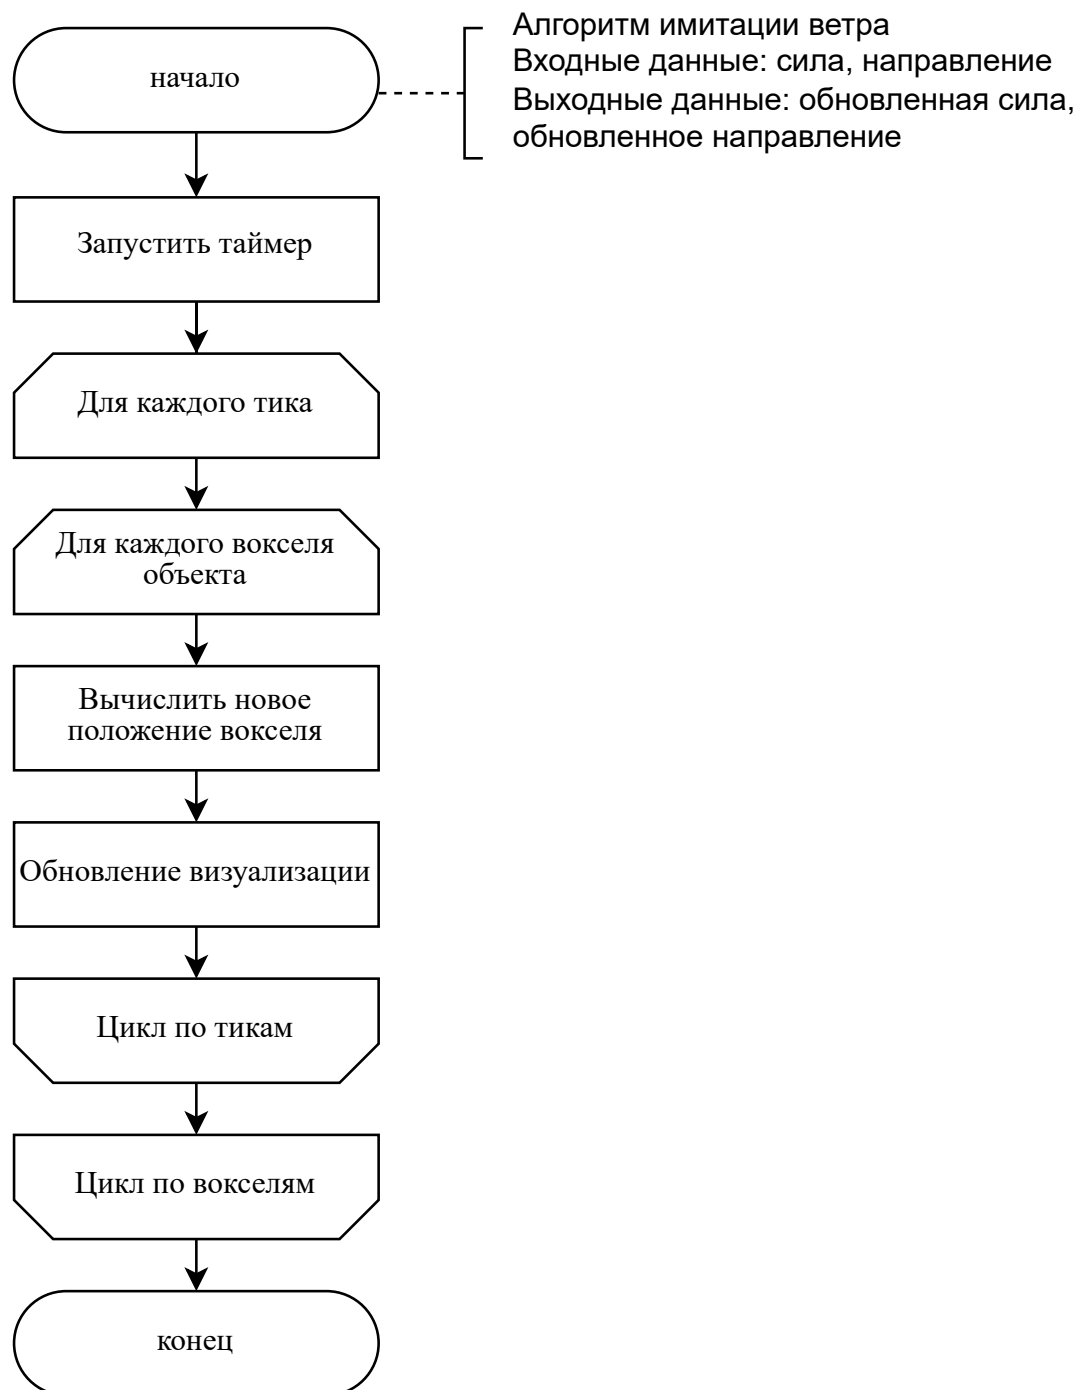 начало
Алгоритм имитации ветра
Входные данные: сила, направление
Выходные данные: обновленная сила,
обновленное направление
Запустить таймер
Для каждого тика
Для каждого вокселя
объекта
Вычислить новое
положение вокселя
Обновление визуализации
Цикл по тикам
Цикл по вокселям
конец